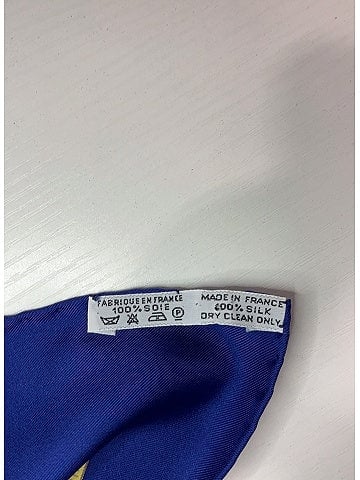 FABRIQUE EN FRANCE
100% SOIE
P
MADE IN FRANCE
100% SILK
DRY CLEAN ONLY